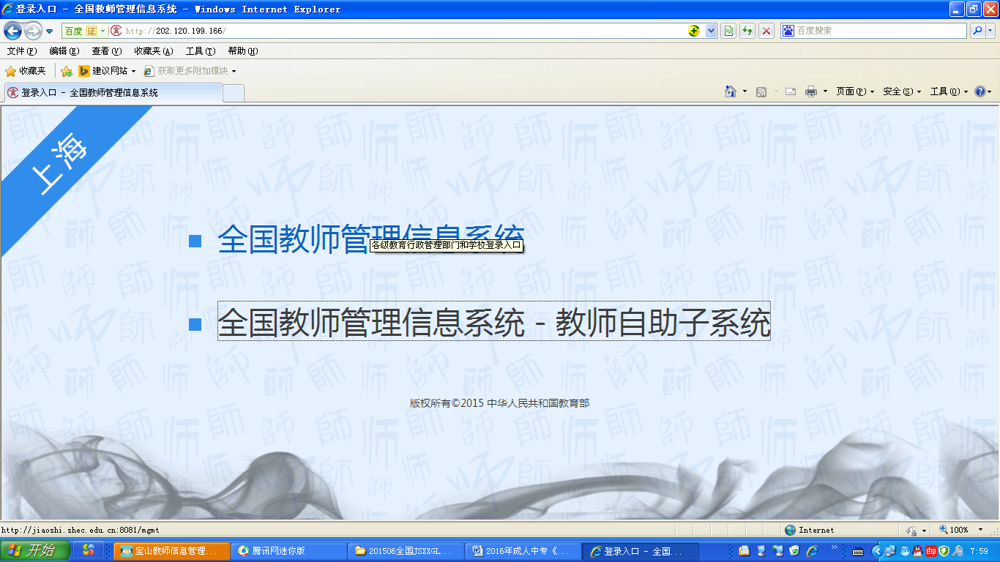 登录入口 - 全国教师管理信息系统 - Windows Internet Explorer
百度 证 http://202.120.199.166/ 百度搜索
文件(F) 编辑(E) 查看(V) 收藏夹(A) 工具(T) 帮助(H)
收藏夹 建议网站 获取更多附加模块
登录入口 - 全国教师管理信息系统 页面(P) 安全(S) 工具(O)
上海
全国教师管理信息系统
各级教育行政管理部门和学校登录入口
全国教师管理信息系统 - 教师自助子系统
版权所有©2015 中华人民共和国教育部
http://jiaoshi.shec.edu.cn:8081/mgmt Internet 100%
开始 宝山教师信息管理... 腾讯网迷你版 201506全国JSXXGL... 2016年成人中专《... 登录入口 - 全国... 7:59